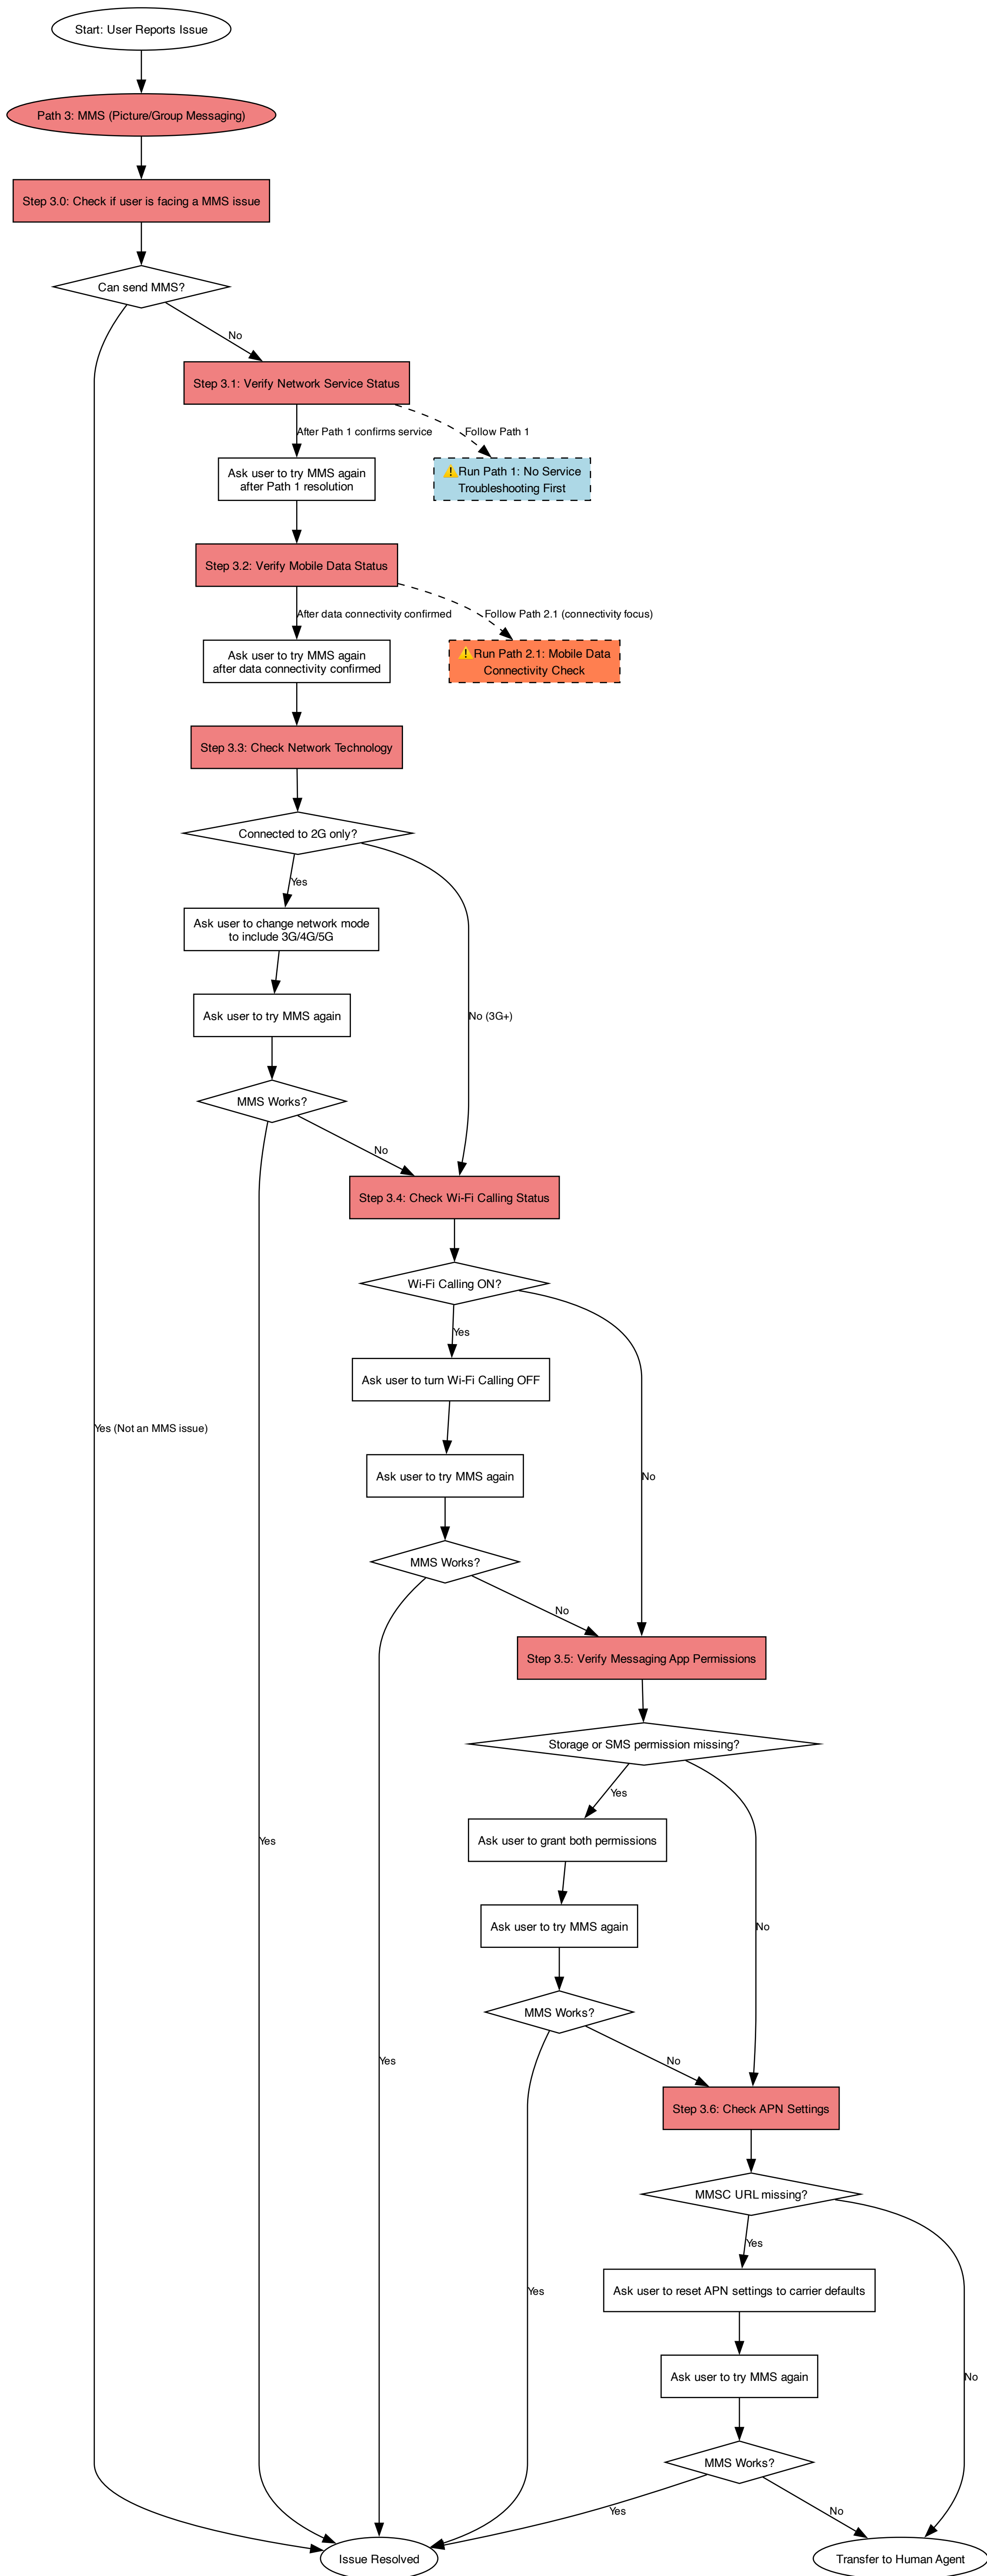 Start: User Reports Issue
Path 3: MMS (Picture/Group Messaging)
Step 3.0: Check if user is facing a MMS issue
Can send MMS?
No
Step 3.1: Verify Network Service Status
After Path 1 confirms service
Follow Path 1
Ask user to try MMS again
after Path 1 resolution
⚠️Run Path 1: No Service
Troubleshooting First
Step 3.2: Verify Mobile Data Status
After data connectivity confirmed
Follow Path 2.1 (connectivity focus)
Ask user to try MMS again
after data connectivity confirmed
⚠️Run Path 2.1: Mobile Data
Connectivity Check
Step 3.3: Check Network Technology
Connected to 2G only?
Yes
Ask user to change network mode
to include 3G/4G/5G
Ask user to try MMS again
No (3G+)
MMS Works?
No
Step 3.4: Check Wi-Fi Calling Status
Wi-Fi Calling ON?
Yes
Ask user to turn Wi-Fi Calling OFF
Yes (Not an MMS issue)
Ask user to try MMS again
No
MMS Works?
No
Step 3.5: Verify Messaging App Permissions
Storage or SMS permission missing?
Yes
Ask user to grant both permissions
Yes
Ask user to try MMS again
No
MMS Works?
Yes
No
Step 3.6: Check APN Settings
MMSC URL missing?
Yes
Ask user to reset APN settings to carrier defaults
Yes
Ask user to try MMS again
No
MMS Works?
Yes
No
Issue Resolved
Transfer to Human Agent